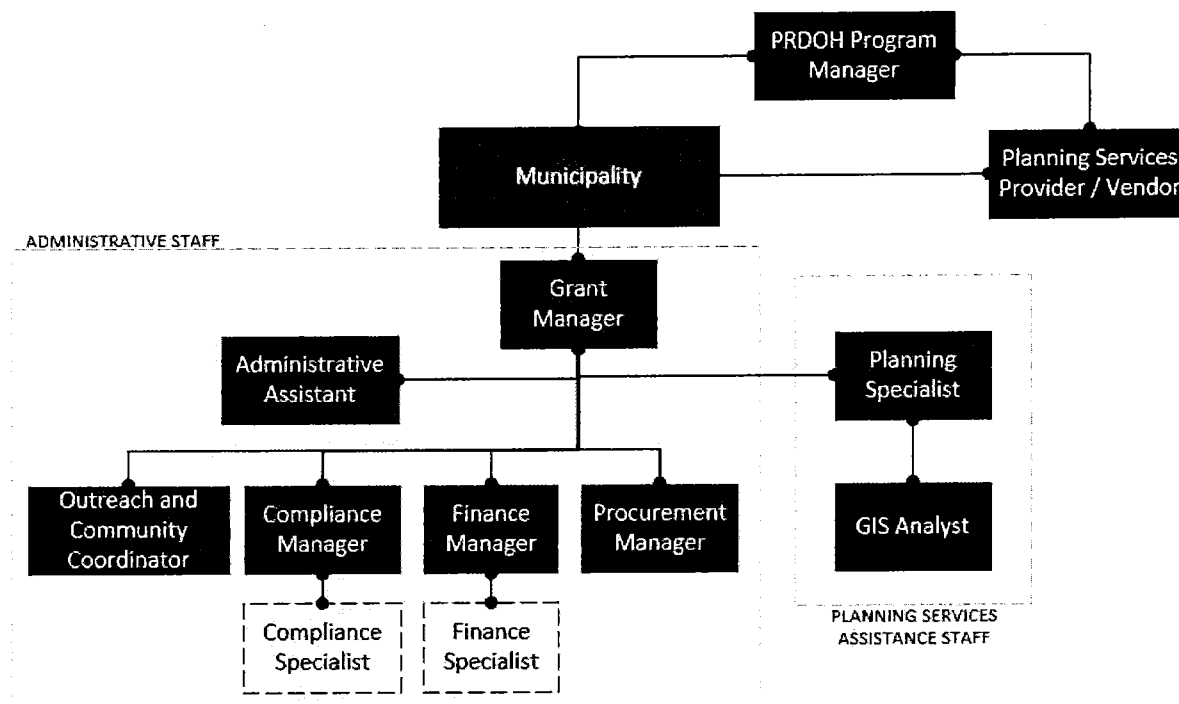 PRDOH Program
Manager
Municipality
Planning Services
Provider / Vendor
ADMINISTRATIVE STAFF
Grant
Manager
Administrative
Assistant
Planning
Specialist
Outreach and
Community
Coordinator
Compliance
Manager
Finance
Manager
Procurement
Manager
GIS Analyst
Compliance
Specialist
Finance
Specialist
PLANNING SERVICES
ASSISTANCE STAFF